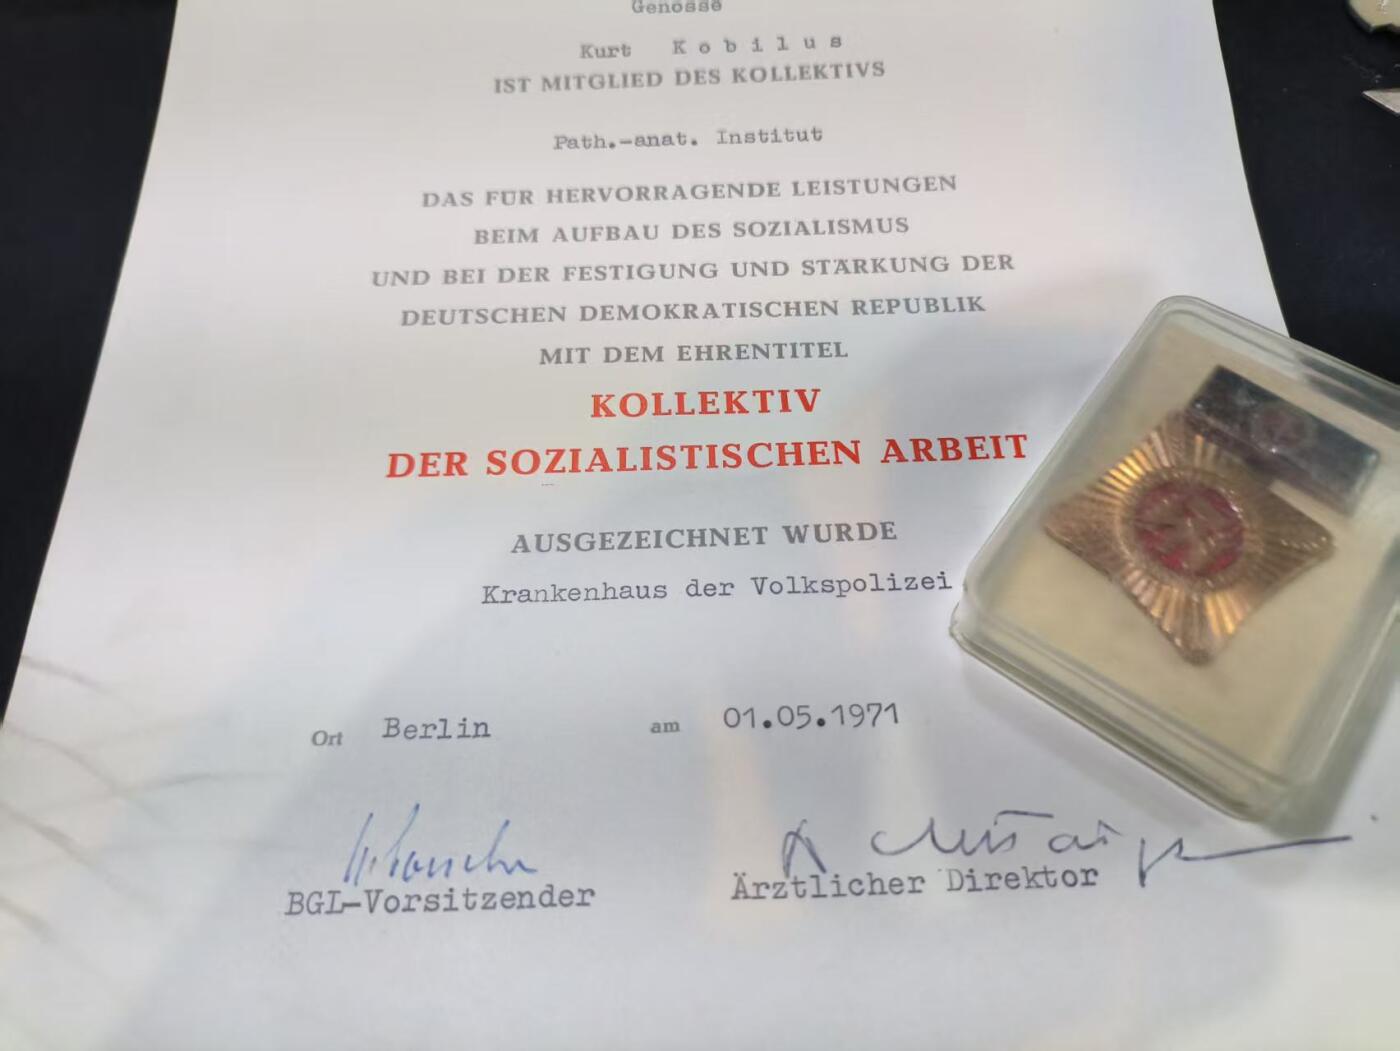 Genosse
Kurt Kobilus
IST MITGLIED DES KOLLEKTIVS
Path.-anat. Institut
DAS FÜR HERVORRAGENDE LEISTUNGEN
BEIM AUFBAU DES SOZIALISMUS
UND BEI DER FESTIGUNG UND STÄRKUNG DER
DEUTSCHEN DEMOKRATISCHEN REPUBLIK
MIT DEM EHRENTITEL
KOLLEKTIV
DER SOZIALISTISCHEN ARBEIT
AUSGEZEICHNET WURDE
Krankenhaus der Volkspolizei
Ort Berlin am 01.05.1971
BGL-Vorsitzender Ärztlicher Direktor